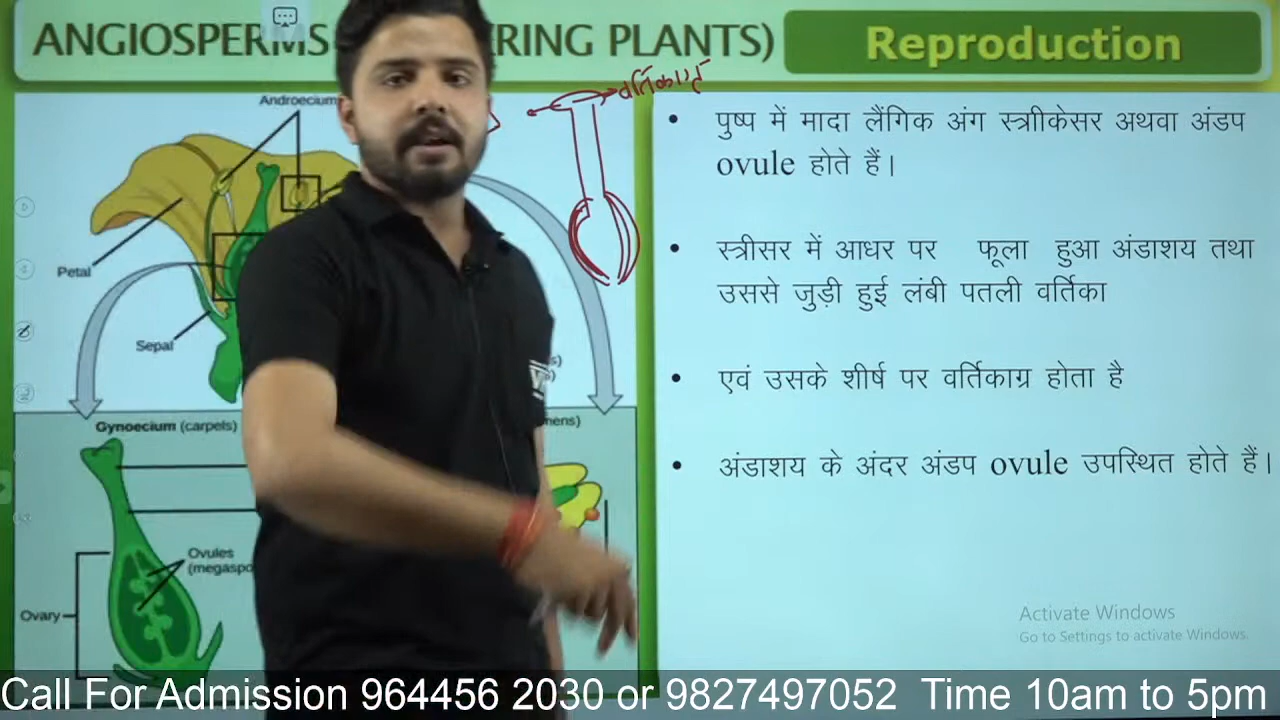 ANGIOSPERMS ERING PLANTS)
Reproduction
Androecium
वर्तिकाग्र
Petal
Sepal
Gynoecium (carpels)
mens)
Ovules
(megaspo
Ovary
• पुष्प में मादा लैंगिक अंग स्त्राीकेसर अथवा अंडप
ovule होते हैं।
• स्त्रीसर में आधर पर फूला हुआ अंडाशय तथा
उससे जुड़ी हुई लंबी पतली वर्तिका
• एवं उसके शीर्ष पर वर्तिकाग्र होता है
• अंडाशय के अंदर अंडप ovule उपस्थित होते हैं।
Activate Windows
Go to Settings to activate Windows.
Call For Admission 964456 2030 or 9827497052 Time 10am to 5pm